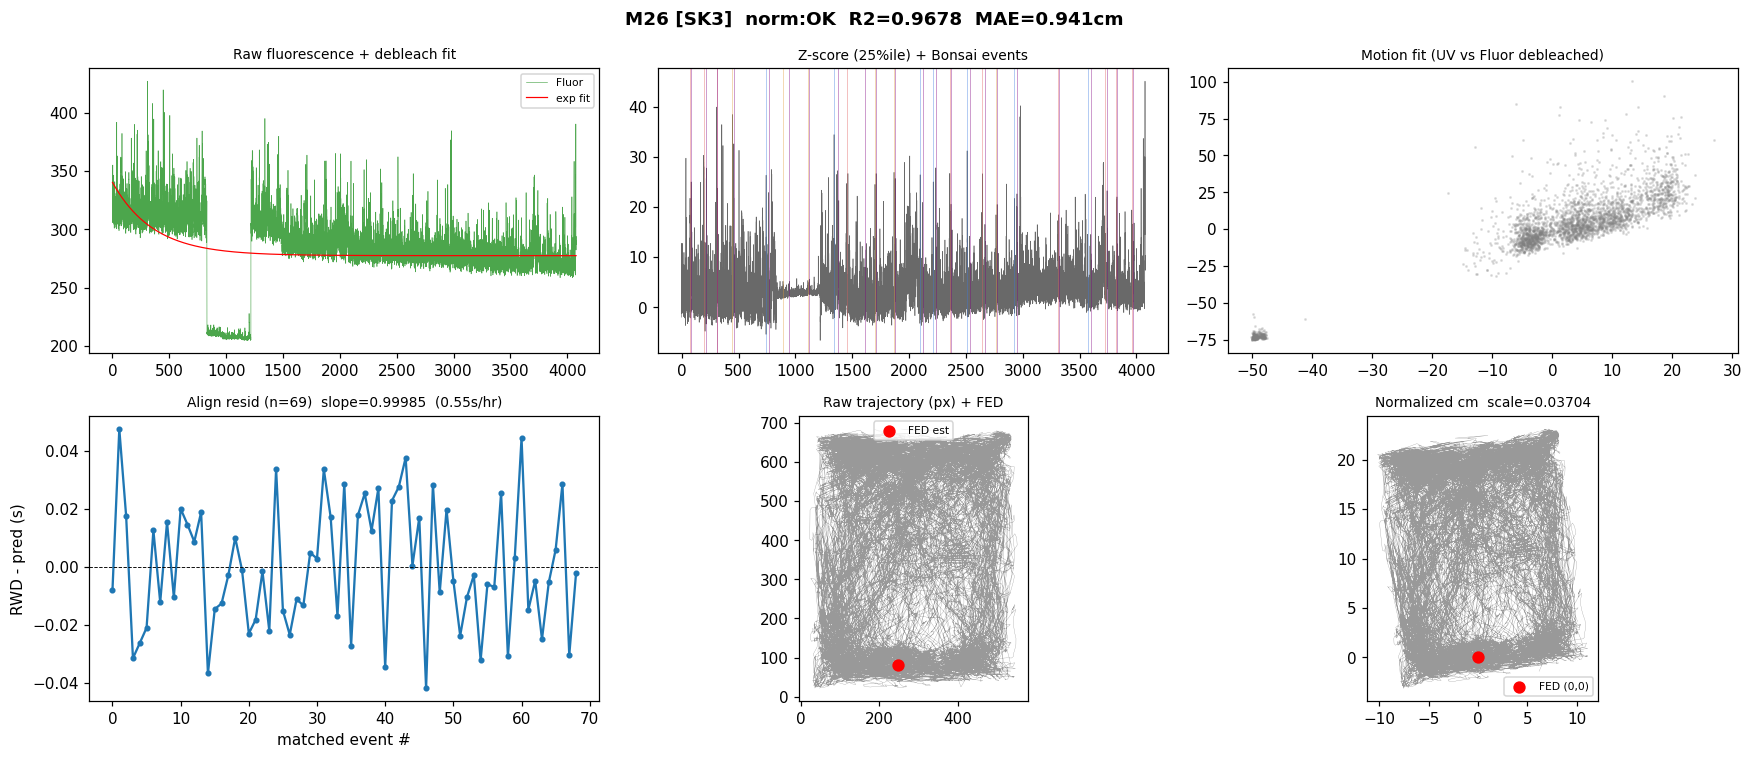 M26 [SK3]  norm:OK  R2=0.9678  MAE=0.941cm
Raw fluorescence + debleach fit
Fluor
exp fit
400
350
300
250
200
0 500 1000 1500 2000 2500 3000 3500 4000
Z-score (25%ile) + Bonsai events
40
30
20
10
0
0 500 1000 1500 2000 2500 3000 3500 4000
Motion fit (UV vs Fluor debleached)
100
75
50
25
0
−25
−50
−75
−50 −40 −30 −20 −10 0 10 20 30
Align resid (n=69)  slope=0.99985  (0.55s/hr)
RWD - pred (s)
0.04
0.02
0.00
−0.02
−0.04
0 10 20 30 40 50 60 70
matched event #
Raw trajectory (px) + FED
FED est
700
600
500
400
300
200
100
0
0 200 400
Normalized cm  scale=0.03704
20
15
10
5
0
FED (0,0)
−10 −5 0 5 10